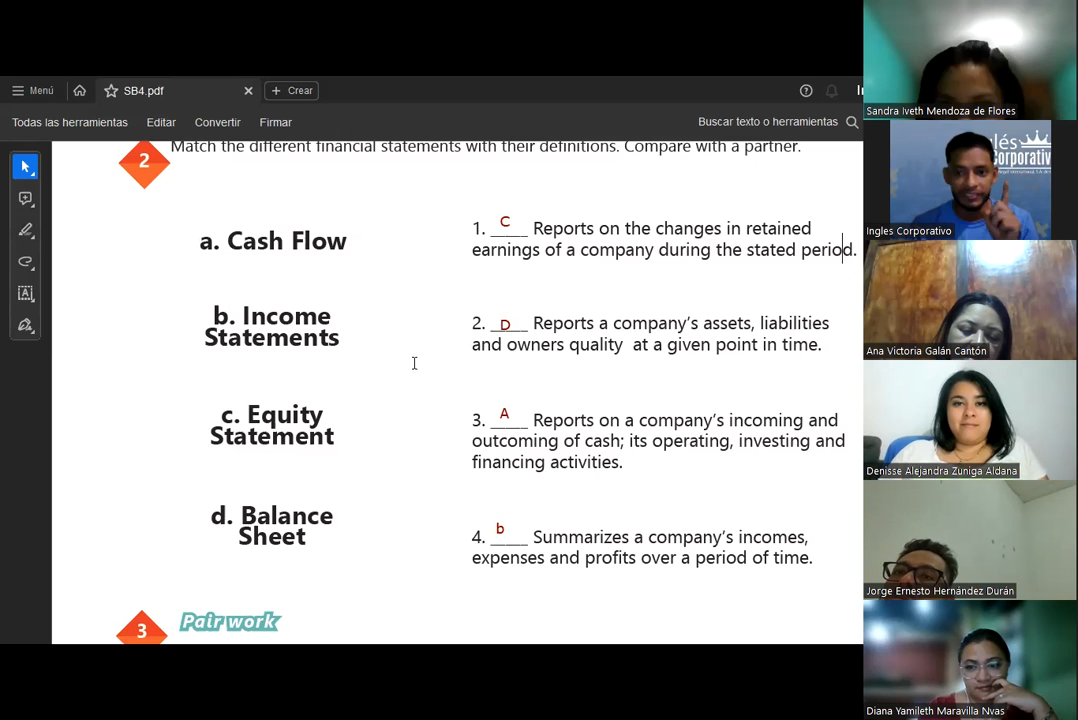 Menú
SB4.pdf
Crear
Todas las herramientas
Editar
Convertir
Firmar
Buscar texto o herramientas
2
Match the different financial statements with their definitions. Compare with a partner.
a. Cash Flow
b. Income
Statements
c. Equity
Statement
d. Balance
Sheet
1. C Reports on the changes in retained
earnings of a company during the stated period.
2. D Reports a company's assets, liabilities
and owners quality at a given point in time.
3. A Reports on a company's incoming and
outcoming of cash; its operating, investing and
financing activities.
4. b Summarizes a company's incomes,
expenses and profits over a period of time.
3
Pair work
Sandra Iveth Mendoza de Flores
Ingles Corporativo
Ana Victoria Galán Cantón
Denisse Alejandra Zuniga Aldana
Jorge Ernesto Hernández Durán
Diana Yamileth Maravilla Nvas